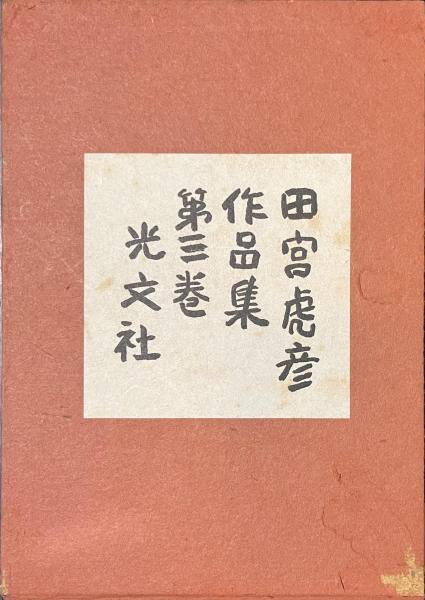 田宮虎彦
作品集
第三巻
光文社